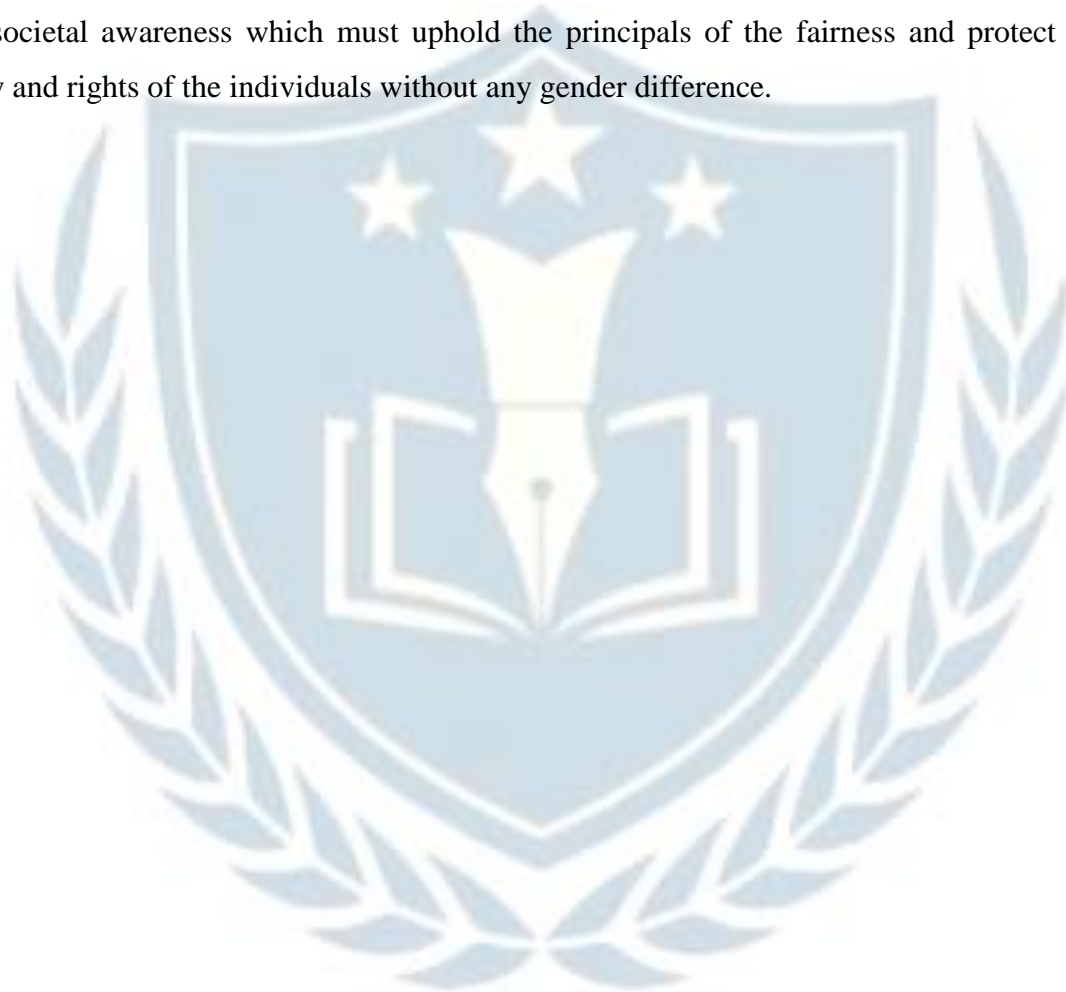 societal awareness which must uphold the principals of the fairness and protect
and rights of the individuals without any gender difference.